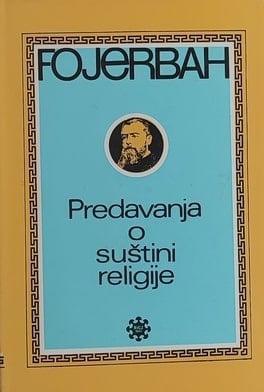 FOJERBAH
Predavanja
o
suštini
religije